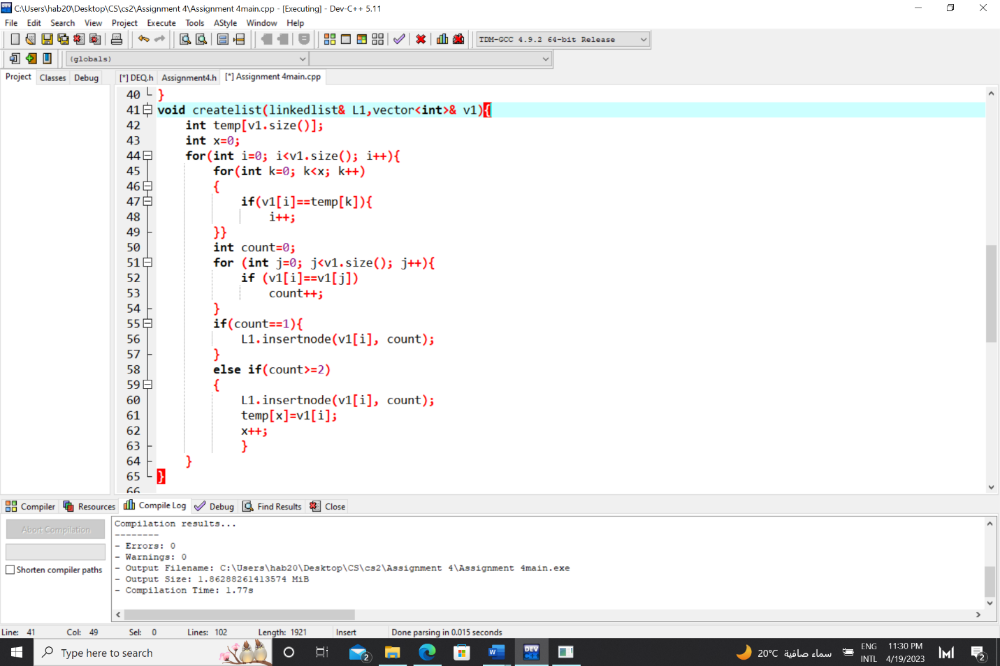 C:\Users\hab20\Desktop\CS\cs2\Assignment 4\Assignment 4main.cpp - [Executing] - Dev-C++ 5.11
File Edit Search View Project Execute Tools AStyle Window Help
TDM-GCC 4.9.2 64-bit Release
(globals)
Project Classes Debug [*] DEQ.h Assignment4.h [*] Assignment 4main.cpp
40 }
41 void createlist(linkedlist& L1,vector<int>& v1){
42 int temp[v1.size()];
43 int x=0;
44 for(int i=0; i<v1.size(); i++){
45 for(int k=0; k<x; k++)
46 {
47 if(v1[i]==temp[k]){
48 i++;
49 }}
50 int count=0;
51 for (int j=0; j<v1.size(); j++){
52 if (v1[i]==v1[j])
53 count++;
54 }
55 if(count==1){
56 L1.insertnode(v1[i], count);
57 }
58 else if(count>=2)
59 {
60 L1.insertnode(v1[i], count);
61 temp[x]=v1[i];
62 x++;
63 }
64 }
65 }
66
Compiler Resources Compile Log Debug Find Results Close
Abort Compilation
Shorten compiler paths
Compilation results...
--------
- Errors: 0
- Warnings: 0
- Output Filename: C:\Users\hab20\Desktop\CS\cs2\Assignment 4\Assignment 4main.exe
- Output Size: 1.86288261413574 MiB
- Compilation Time: 1.77s
Line: 41 Col: 49 Sel: 0 Lines: 102 Length: 1921 Insert Done parsing in 0.015 seconds
Type here to search
2
W
DEV
20°C سماء صافية
ENG
INTL
11:30 PM
4/19/2023
2